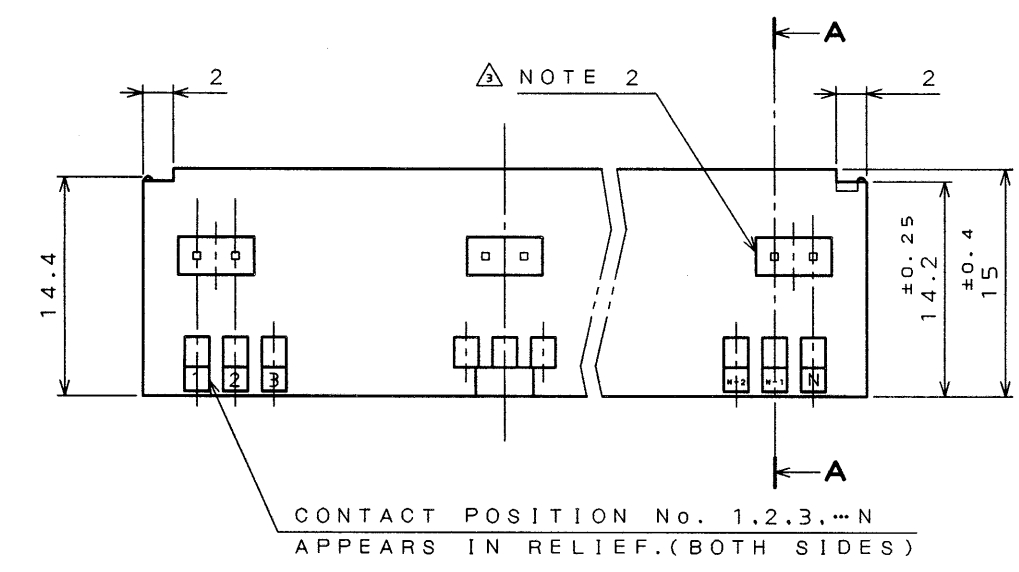 A
2
3 NOTE 2
2
14.4
±0.25
14.2
±0.4
15
1 2 3
N-2 N-1 N
A
CONTACT POSITION No. 1,2,3,…N
APPEARS IN RELIEF.(BOTH SIDES)